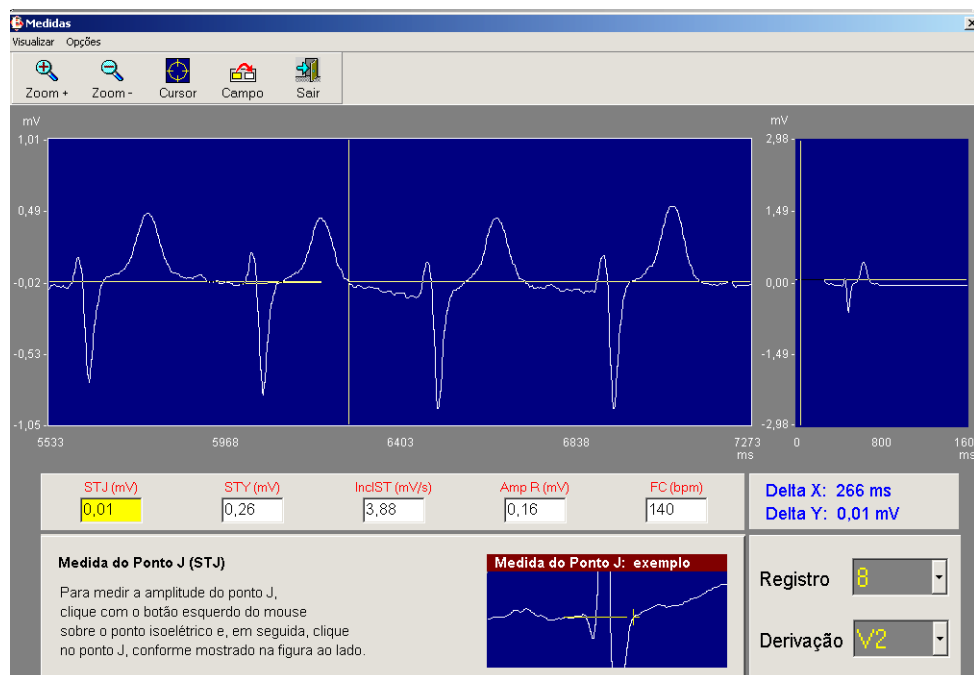 Medidas
Visualizar Opções
Zoom + Zoom - Cursor Campo Sair
mV
1,01
0,49
-0,02
-0,53
-1,05
5533 5968 6403 6838 7273
ms
mV
2,98
1,49
0,00
-1,49
-2,98
0 800 160
ms
STJ (mV) STY (mV) InclST (mV/s) Amp R (mV) FC (bpm)
0,01 0,26 3,88 0,16 140
Delta X: 266 ms
Delta Y: 0,01 mV
Medida do Ponto J (STJ)
Para medir a amplitude do ponto J,
clique com o botão esquerdo do mouse
sobre o ponto isoelétrico e, em seguida, clique
no ponto J, conforme mostrado na figura ao lado.
Medida do Ponto J: exemplo
Registro 8
Derivação V2